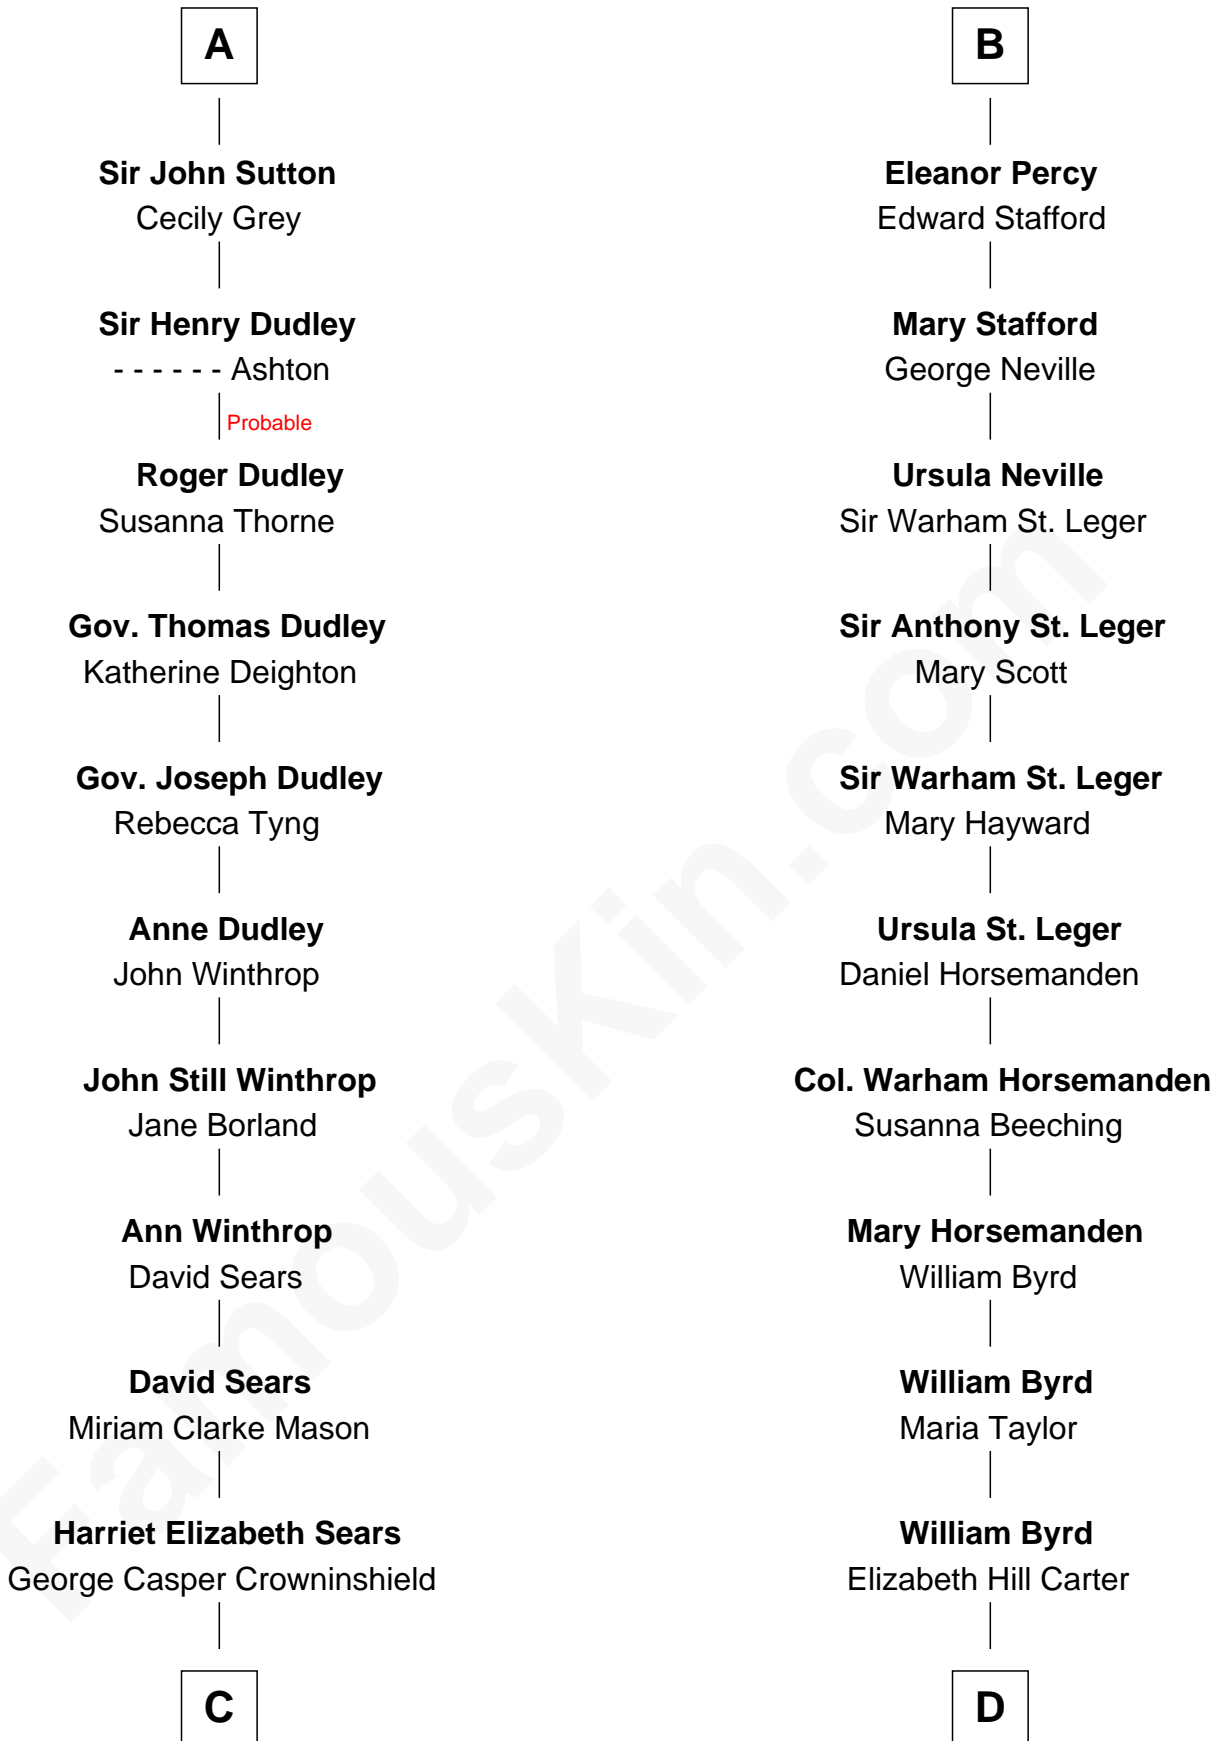 A
Sir John Sutton
Cecily Grey
Sir Henry Dudley
- - - - - - Ashton
Probable
Roger Dudley
Susanna Thorne
Gov. Thomas Dudley
Katherine Deighton
Gov. Joseph Dudley
Rebecca Tyng
Anne Dudley
John Winthrop
John Still Winthrop
Jane Borland
Ann Winthrop
David Sears
David Sears
Miriam Clarke Mason
Harriet Elizabeth Sears
George Casper Crowninshield
C
B
Eleanor Percy
Edward Stafford
Mary Stafford
George Neville
Ursula Neville
Sir Warham St. Leger
Sir Anthony St. Leger
Mary Scott
Sir Warham St. Leger
Mary Hayward
Ursula St. Leger
Daniel Horsemanden
Col. Warham Horsemanden
Susanna Beeching
Mary Horsemanden
William Byrd
William Byrd
Maria Taylor
William Byrd
Elizabeth Hill Carter
D
FamousKin.com